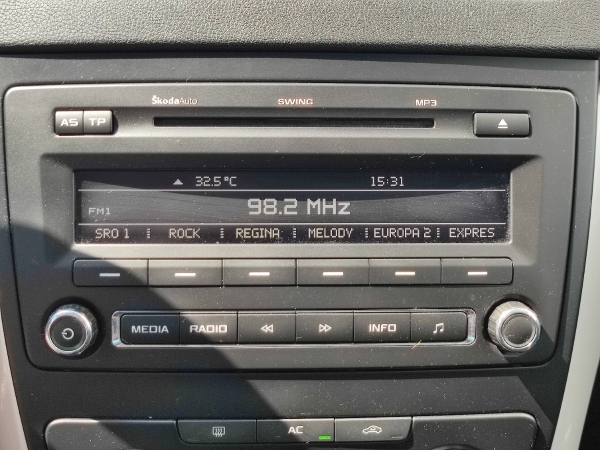 ŠkodaAuto SWING MP3
AS TP
32.5°C 15:31
FM1 98.2 MHz
SRO 1 ROCK REGINA MELODY EUROPA 2 EXPRES
MEDIA RADIO INFO
AC